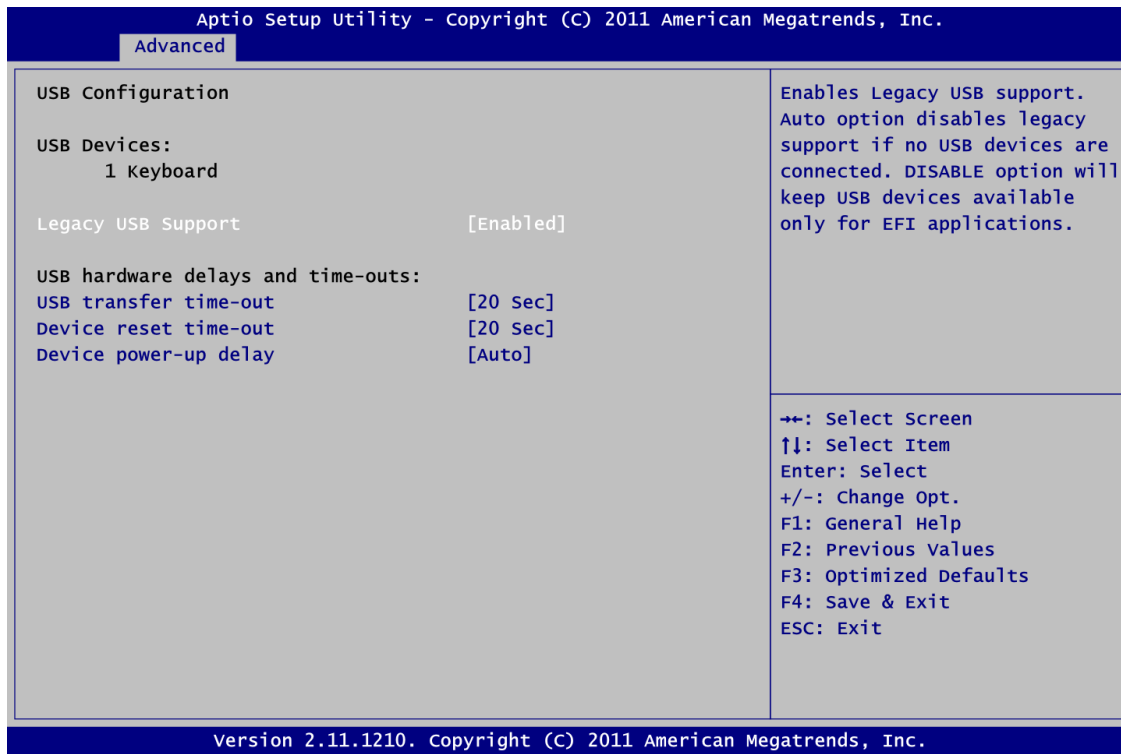 Aptio Setup Utility - Copyright (C) 2011 American Megatrends, Inc.
Advanced
USB Configuration
USB Devices:
1 Keyboard
Legacy USB Support [Enabled]
USB hardware delays and time-outs:
USB transfer time-out [20 Sec]
Device reset time-out [20 Sec]
Device power-up delay [Auto]
Enables Legacy USB support.
Auto option disables legacy
support if no USB devices are
connected. DISABLE option will
keep USB devices available
only for EFI applications.
→←: Select Screen
↑↓: Select Item
Enter: Select
+/-: Change Opt.
F1: General Help
F2: Previous Values
F3: Optimized Defaults
F4: Save & Exit
ESC: Exit
Version 2.11.1210. Copyright (C) 2011 American Megatrends, Inc.